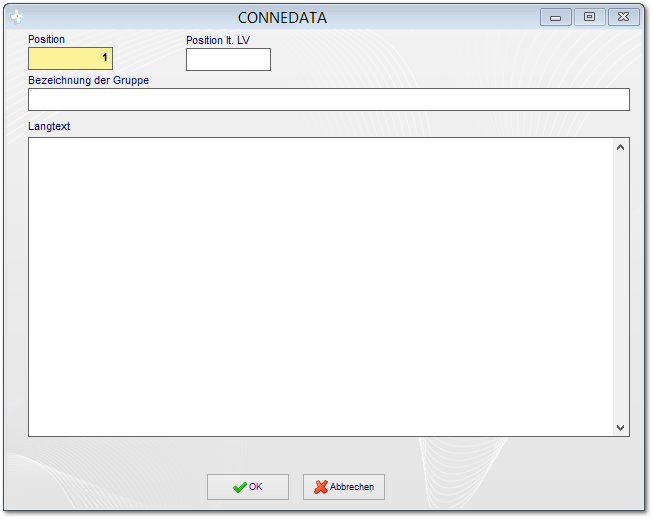 CONNEDATA
Position
Position lt. LV
1
Bezeichnung der Gruppe
Langtext
OK
Abbrechen